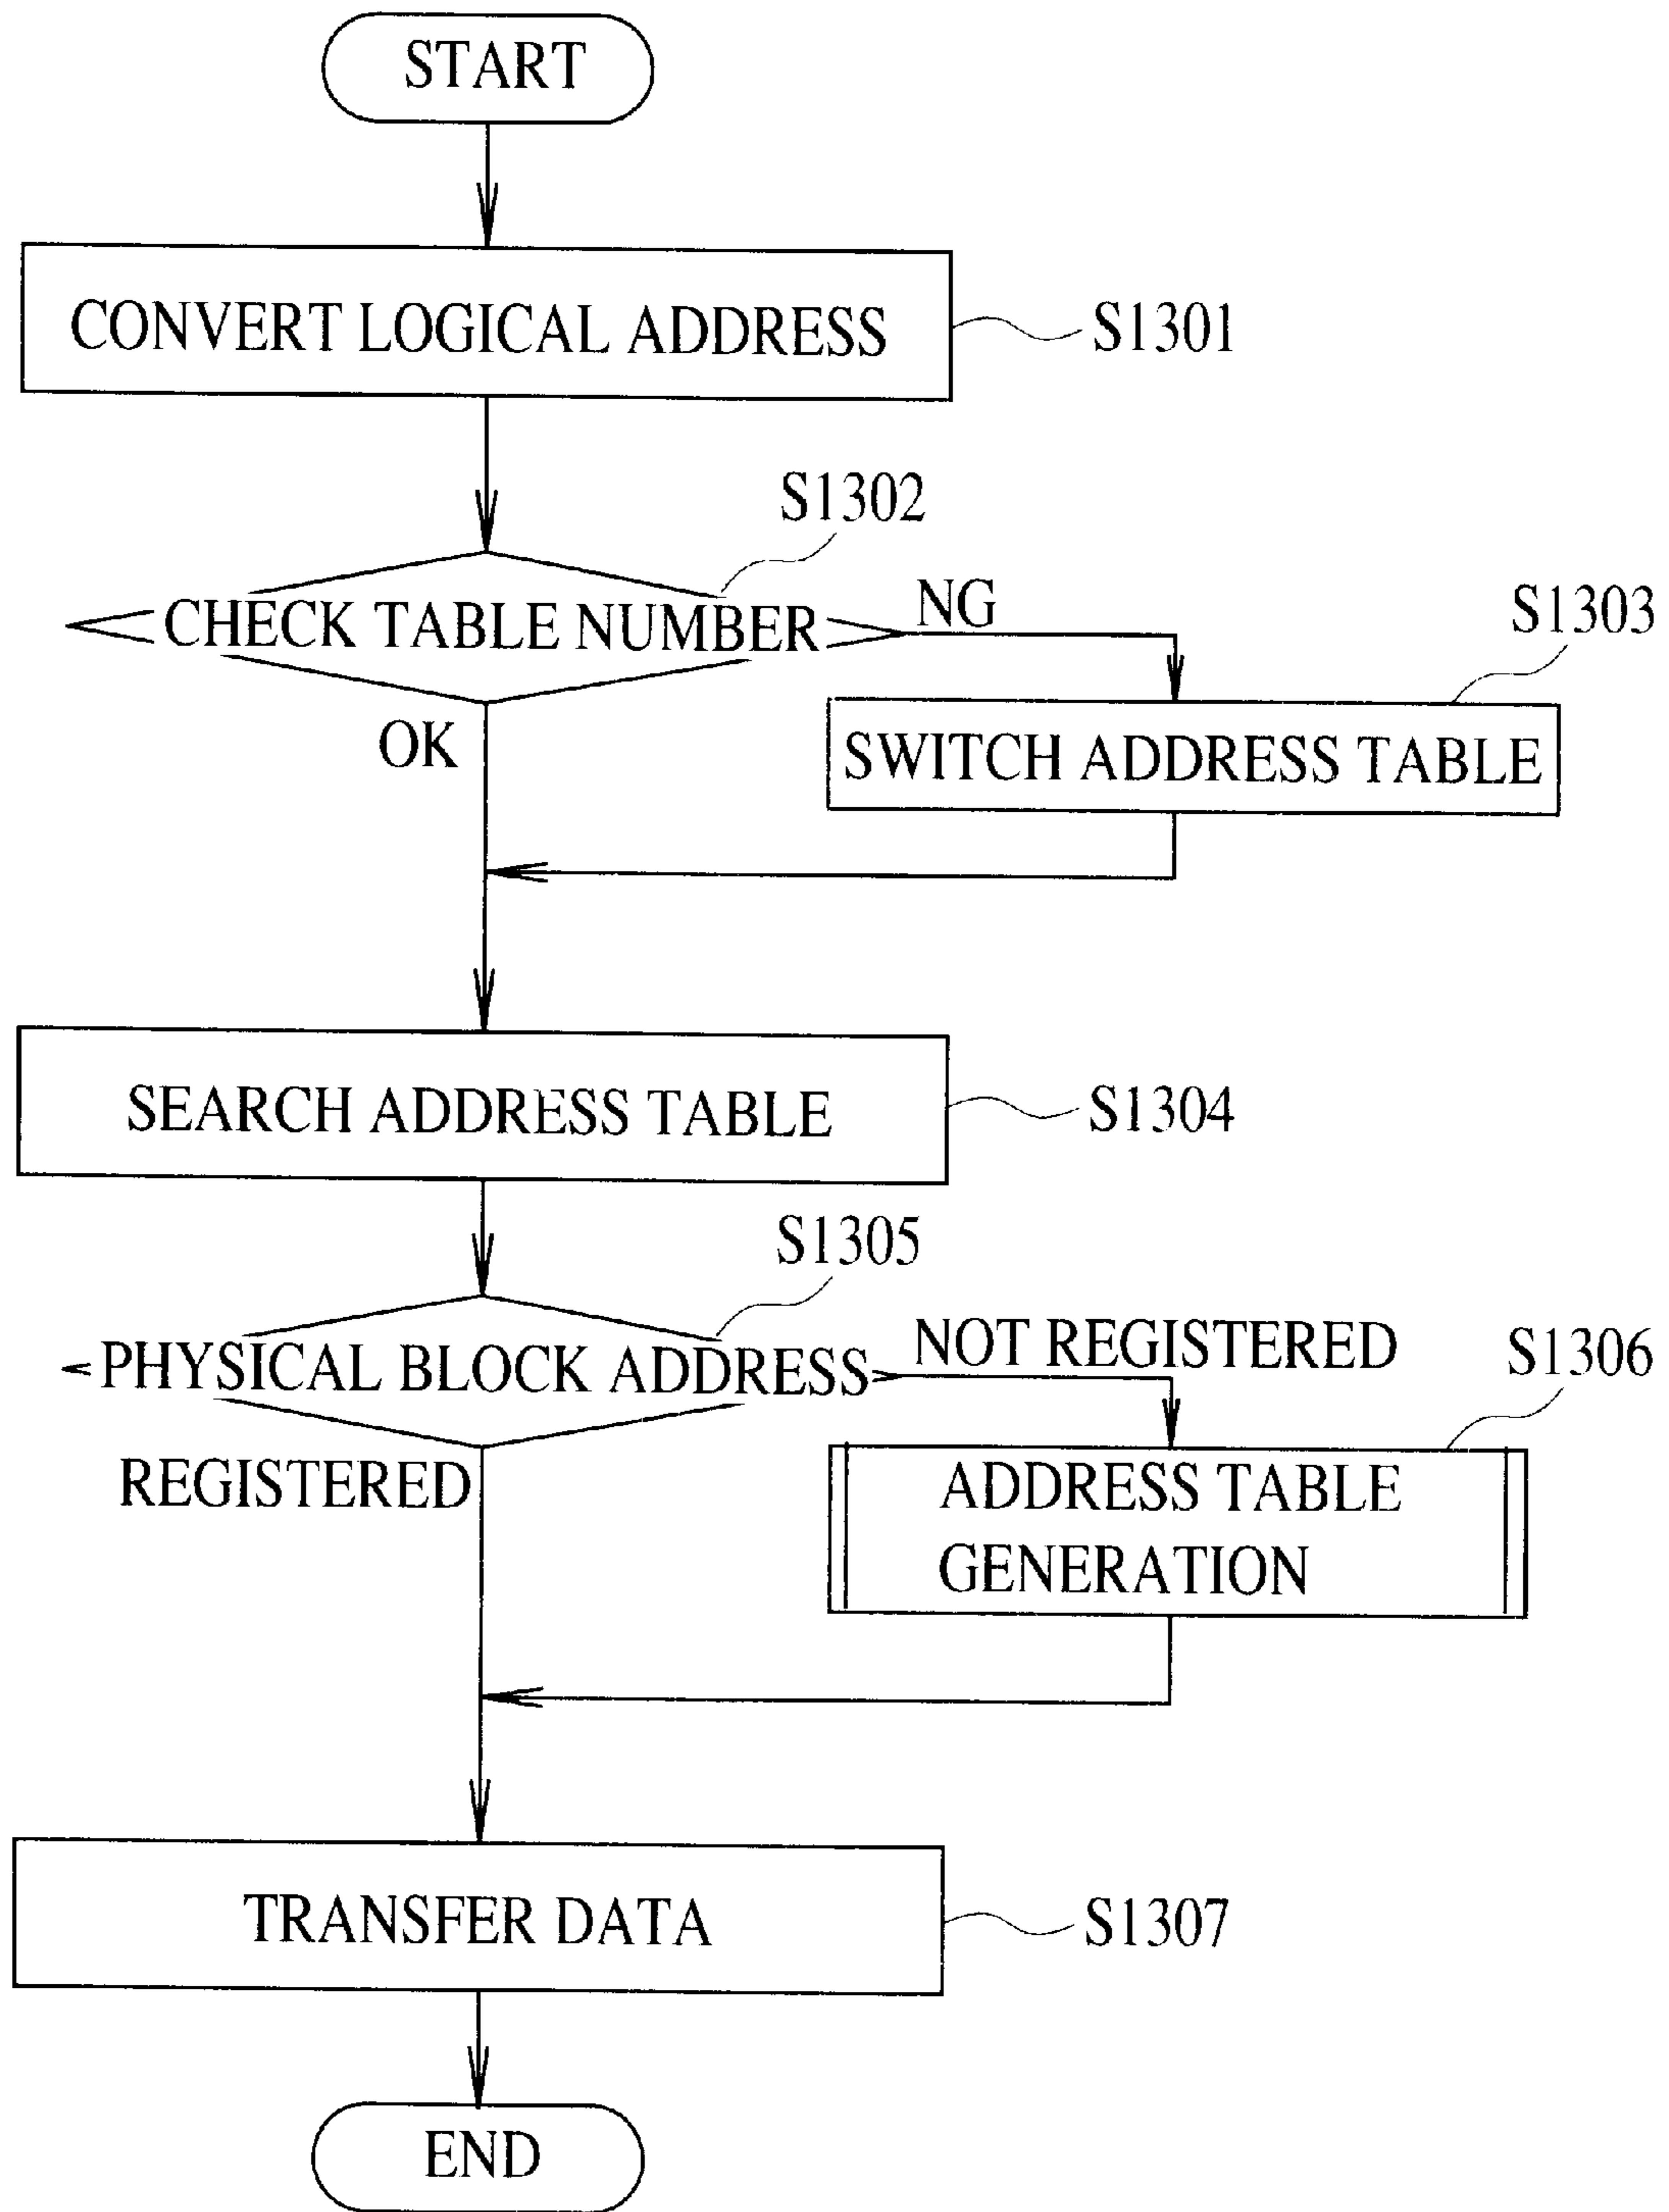 START
CONVERT LOGICAL ADDRESS
S1301
S1302
CHECK TABLE NUMBER
NG
S1303
OK
SWITCH ADDRESS TABLE
SEARCH ADDRESS TABLE
S1304
S1305
PHYSICAL BLOCK ADDRESS
NOT REGISTERED
S1306
REGISTERED
ADDRESS TABLE
GENERATION
TRANSFER DATA
S1307
END